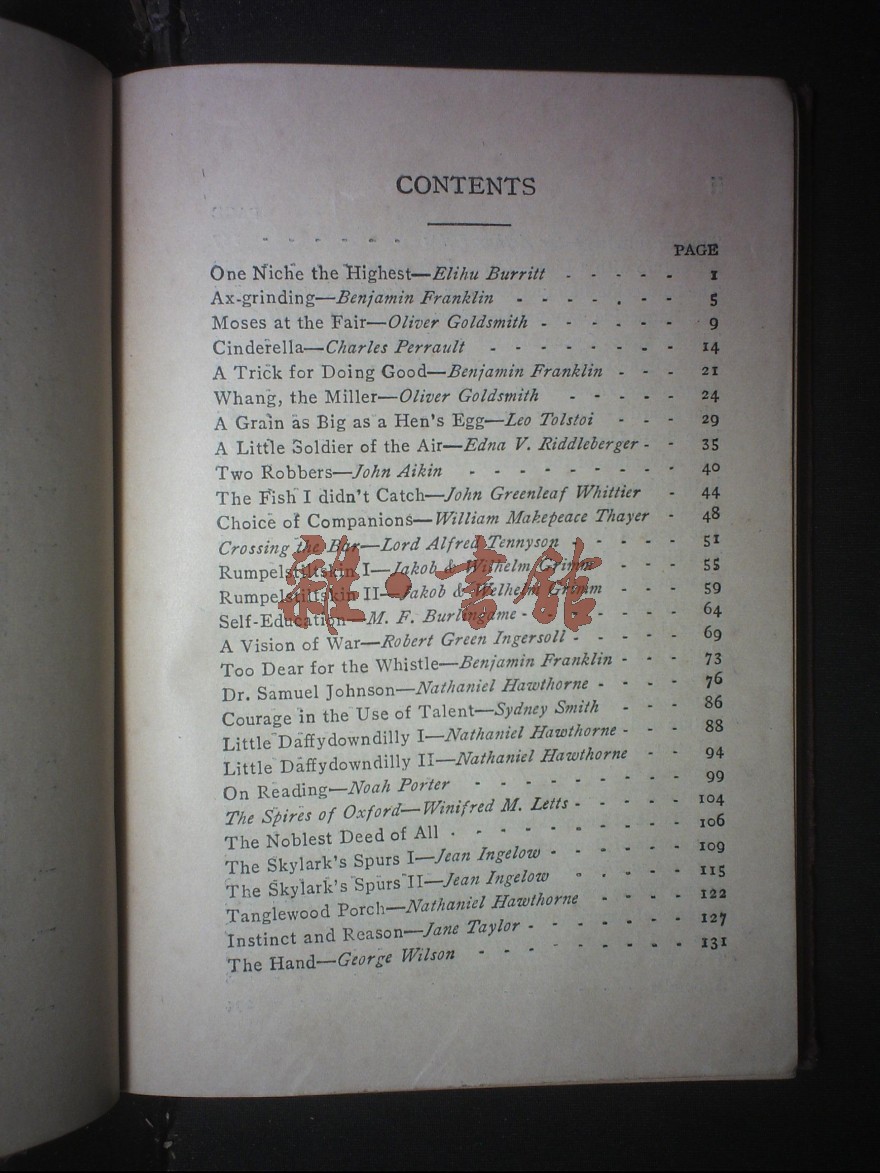 CONTENTS
PAGE
One Niche the Highest—Elihu Burritt - - - - - 1
Ax-grinding—Benjamin Franklin - - - - - - 5
Moses at the Fair—Oliver Goldsmith - - - - - - 9
Cinderella—Charles Perrault - - - - - - - - 14
A Trick for Doing Good—Benjamin Franklin - - - 21
Whang, the Miller—Oliver Goldsmith - - - - - 24
A Grain as Big as a Hen's Egg—Leo Tolstoi - - - 29
A Little Soldier of the Air—Edna V. Riddleberger - - 35
Two Robbers—John Aikin - - - - - - - - - 40
The Fish I didn't Catch—John Greenleaf Whittier - 44
Choice of Companions—William Makepeace Thayer - 48
Crossing the Bar—Lord Alfred Tennyson - - - - - 51
Rumpelstiltskin I—Jakob & Wilhelm Grimm - - - 55
Rumpelstiltskin II—Jakob & Welhelm Grimm - - - 59
Self-Education—M. F. Burlingame - - - - - - - 64
A Vision of War—Robert Green Ingersoll - - - - - 69
Too Dear for the Whistle—Benjamin Franklin - - - 73
Dr. Samuel Johnson—Nathaniel Hawthorne - - - - 76
Courage in the Use of Talent—Sydney Smith - - - 86
Little Daffydowndilly I—Nathaniel Hawthorne - - - 88
Little Daffydowndilly II—Nathaniel Hawthorne - - 94
On Reading—Noah Porter - - - - - - - - 99
The Spires of Oxford—Winifred M. Letts - - - - - 104
The Noblest Deed of All - - - - - - - - - - 106
The Skylark's Spurs I—Jean Ingelow - - - - - - 109
The Skylark's Spurs II—Jean Ingelow - - - - - 115
Tanglewood Porch—Nathaniel Hawthorne - - - - 122
Instinct and Reason—Jane Taylor - - - - - - - 127
The Hand—George Wilson - - - - - - - - - 131
雜·書館